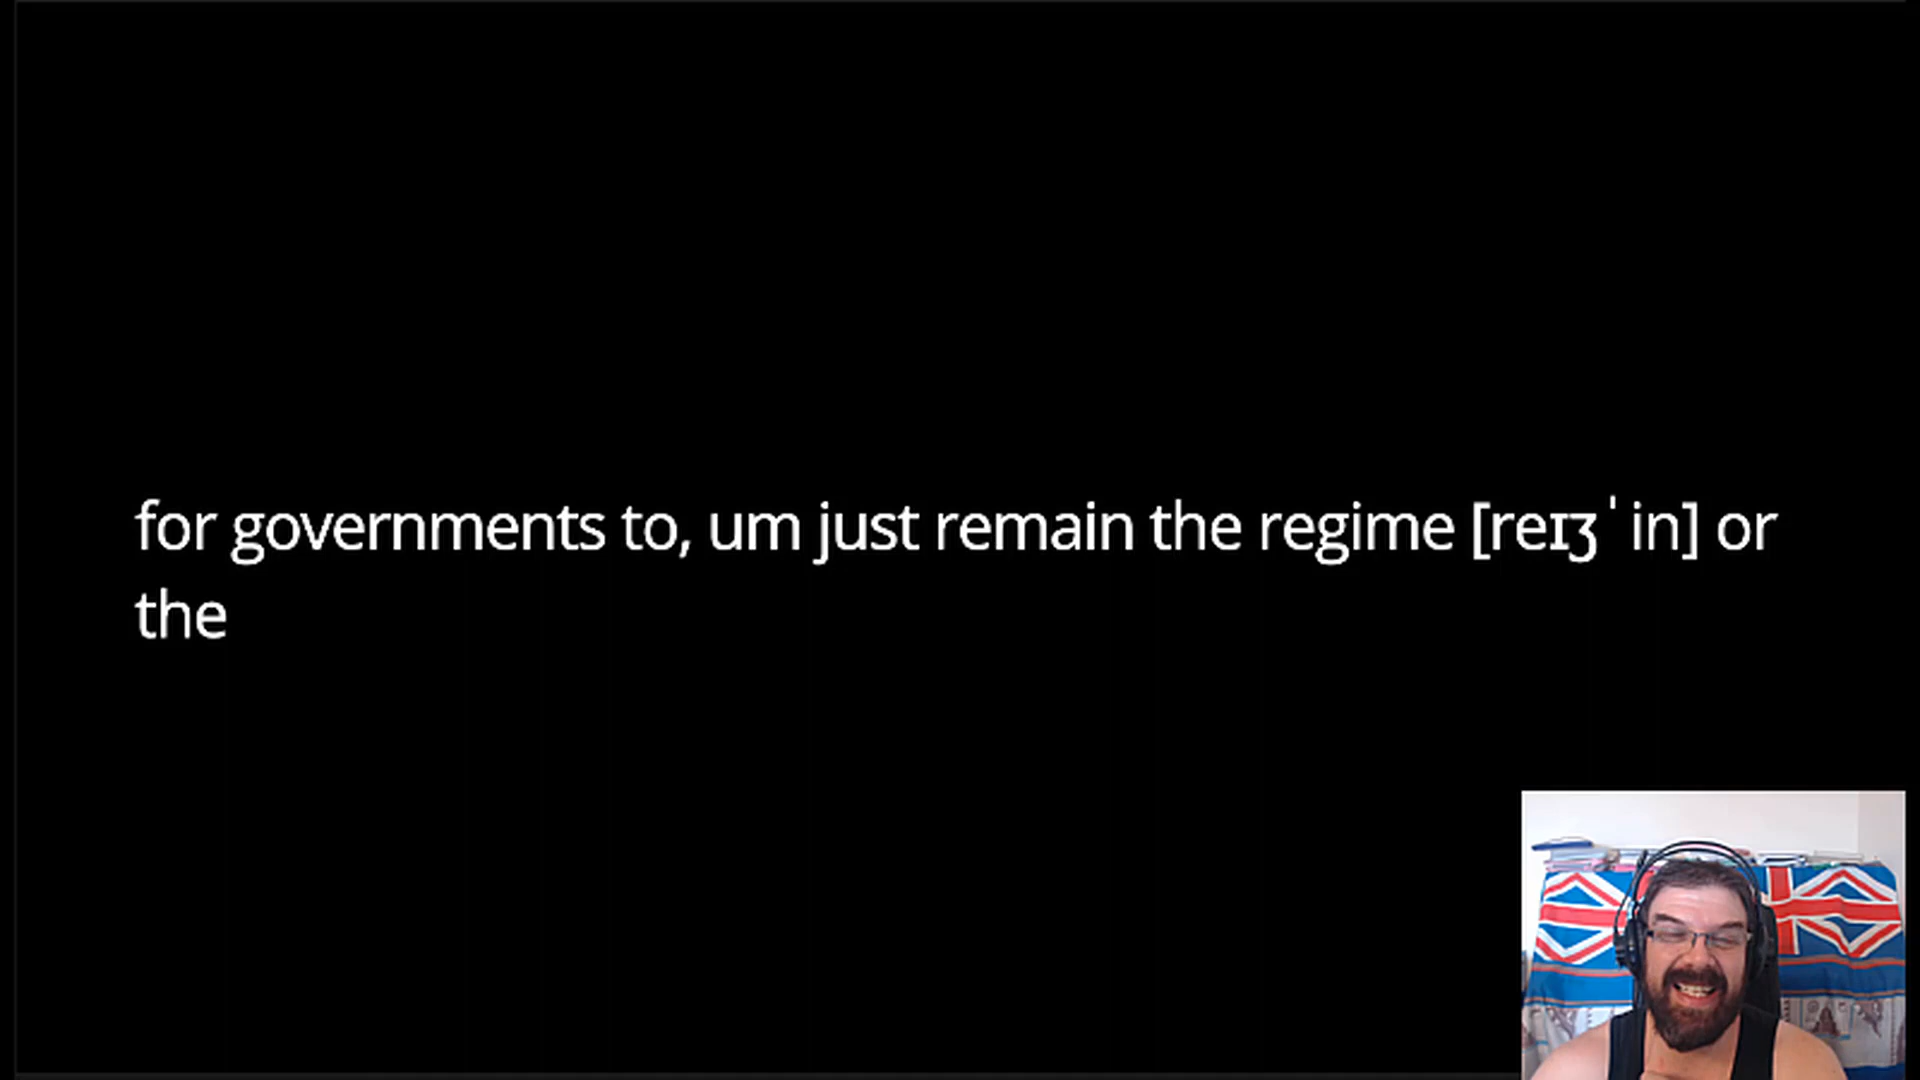 for governments to, um just remain the regime [reɪʒˈin] or
the